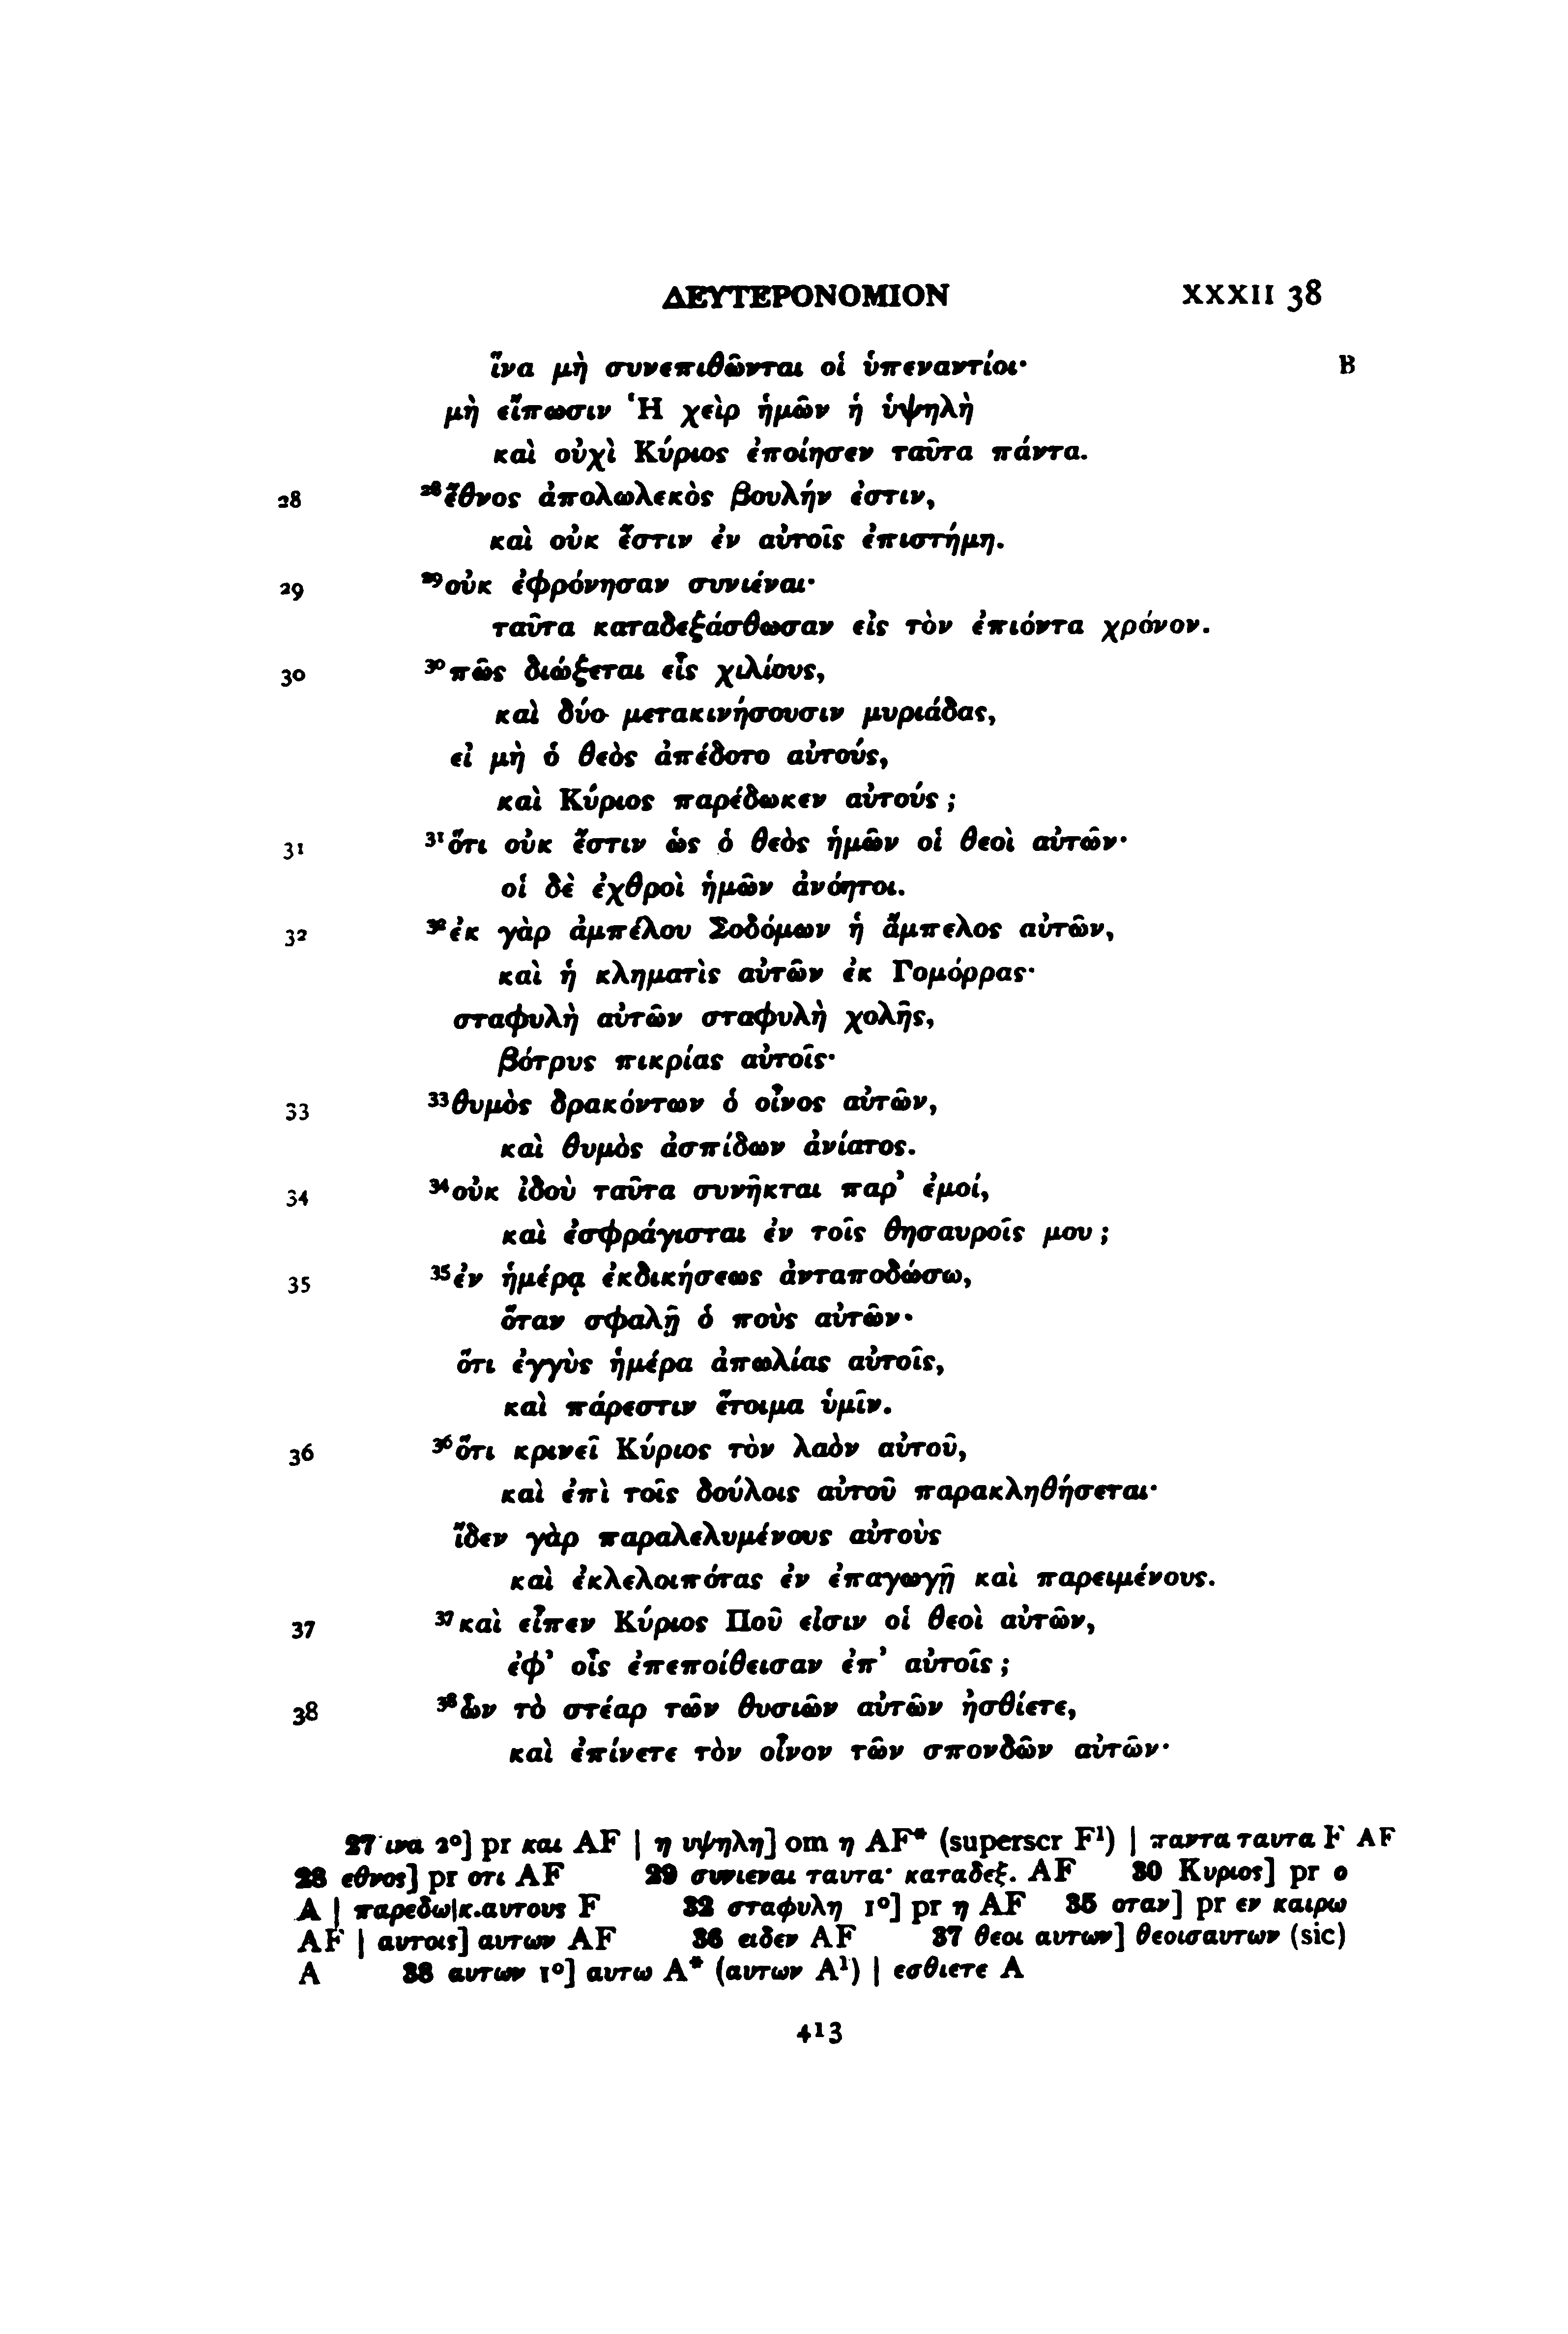 ΔΕΥΤΕΡΟΝΟΜΙΟΝ XXXII 38
ἵνα μὴ συνεπιθῶνται οἱ ὑπεναντίοι· B
μὴ εἴπωσιν Ἡ χεὶρ ἡμῶν ἡ ὑψηλὴ
καὶ οὐχὶ Κύριος ἐποίησεν ταῦτα πάντα.
28 ²⁸ἔθνος ἀπολωλεκὸς βουλήν ἐστιν,
καὶ οὐκ ἔστιν ἐν αὐτοῖς ἐπιστήμη.
29 ²⁹οὐκ ἐφρόνησαν συνιέναι·
ταῦτα καταδεξάσθωσαν εἰς τὸν ἐπιόντα χρόνον.
30 ³⁰πῶς διώξεται εἷς χιλίους,
καὶ δύο μετακινήσουσιν μυριάδας,
εἰ μὴ ὁ θεὸς ἀπέδοτο αὐτούς,
καὶ Κύριος παρέδωκεν αὐτούς;
31 ³¹ὅτι οὐκ ἔστιν ὡς ὁ θεὸς ἡμῶν οἱ θεοὶ αὐτῶν·
οἱ δὲ ἐχθροὶ ἡμῶν ἀνόητοι.
32 ³²ἐκ γὰρ ἀμπέλου Σοδόμων ἡ ἄμπελος αὐτῶν,
καὶ ἡ κληματὶς αὐτῶν ἐκ Γομόρρας·
σταφυλὴ αὐτῶν σταφυλὴ χολῆς,
βότρυς πικρίας αὐτοῖς·
33 ³³θυμὸς δρακόντων ὁ οἶνος αὐτῶν,
καὶ θυμὸς ἀσπίδων ἀνίατος.
34 ³⁴οὐκ ἰδοὺ ταῦτα συνῆκται παρ᾽ ἐμοί,
καὶ ἐσφράγισται ἐν τοῖς θησαυροῖς μου;
35 ³⁵ἐν ἡμέρᾳ ἐκδικήσεως ἀνταποδώσω,
ὅταν σφαλῇ ὁ ποὺς αὐτῶν·
ὅτι ἐγγὺς ἡμέρα ἀπωλίας αὐτοῖς,
καὶ πάρεστιν ἕτοιμα ὑμῖν.
36 ³⁶ὅτι κρινεῖ Κύριος τὸν λαὸν αὐτοῦ,
καὶ ἐπὶ τοῖς δούλοις αὐτοῦ παρακληθήσεται·
ἴδεν γὰρ παραλελυμένους αὐτοὺς
καὶ ἐκλελοιπότας ἐν ἐπαγωγῇ καὶ παρειμένους.
37 ³⁷καὶ εἶπεν Κύριος Ποῦ εἰσιν οἱ θεοὶ αὐτῶν,
ἐφ᾽ οἷς ἐπεποίθεισαν ἐπ᾽ αὐτοῖς;
38 ³⁸ὧν τὸ στέαρ τῶν θυσιῶν αὐτῶν ἠσθίετε,
καὶ ἐπίνετε τὸν οἶνον τῶν σπονδῶν αὐτῶν·
27 ινα 2°] pr και AF | η υψηλη] om η AF* (superscr F¹) | παντα ταυτα F AF
28 εθνος] pr οτι AF 29 συνιεναι ταυτα· καταδεξ. AF 30 Κυριος] pr ο
A | παρεδω|κ.αυτους F 32 σταφυλη 1°] pr η AF 35 οταν] pr εν καιρω
AF | αυτοις] αυτων AF 36 ειδεν AF 37 θεοι αυτων] θεοισαυτων (sic)
A 38 αυτων 1°] αυτω A* (αυτων A¹) | εσθιετε A
413